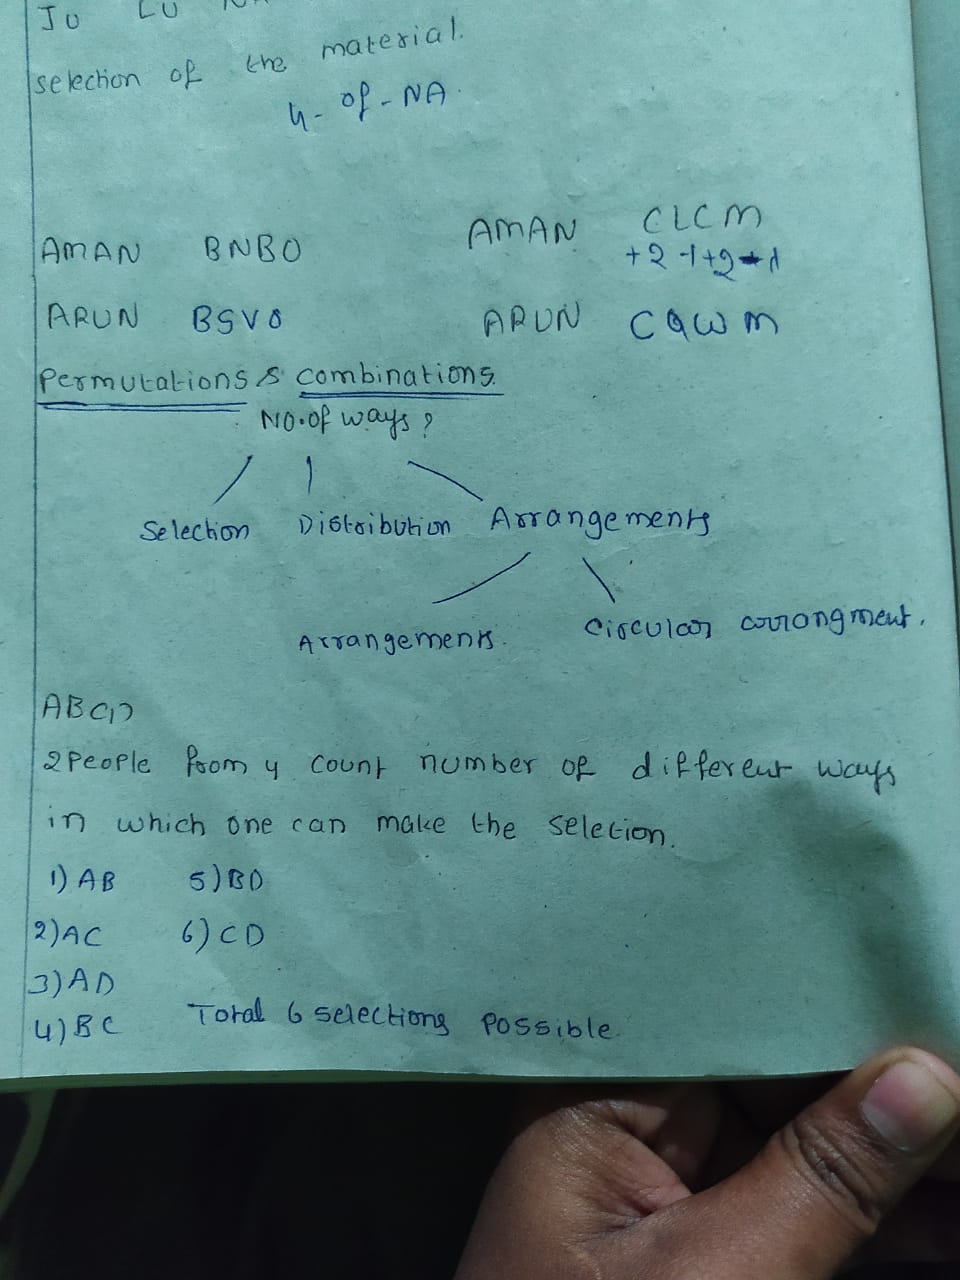 selection of the material.
4- of - NA.
AMAN BNBO AMAN CLCM
+2 -1 +2 -1
ARUN BSVO ARUN CQWM
Permutations & combinations.
No. of ways ?
Selection Distribution Arrangements
Arrangements. Circular arrangment.
ABCD
2 People from 4 count number of different ways
in which one can make the selection.
1) AB 5) BD
2) AC 6) CD
3) AD
4) BC Total 6 selections possible.